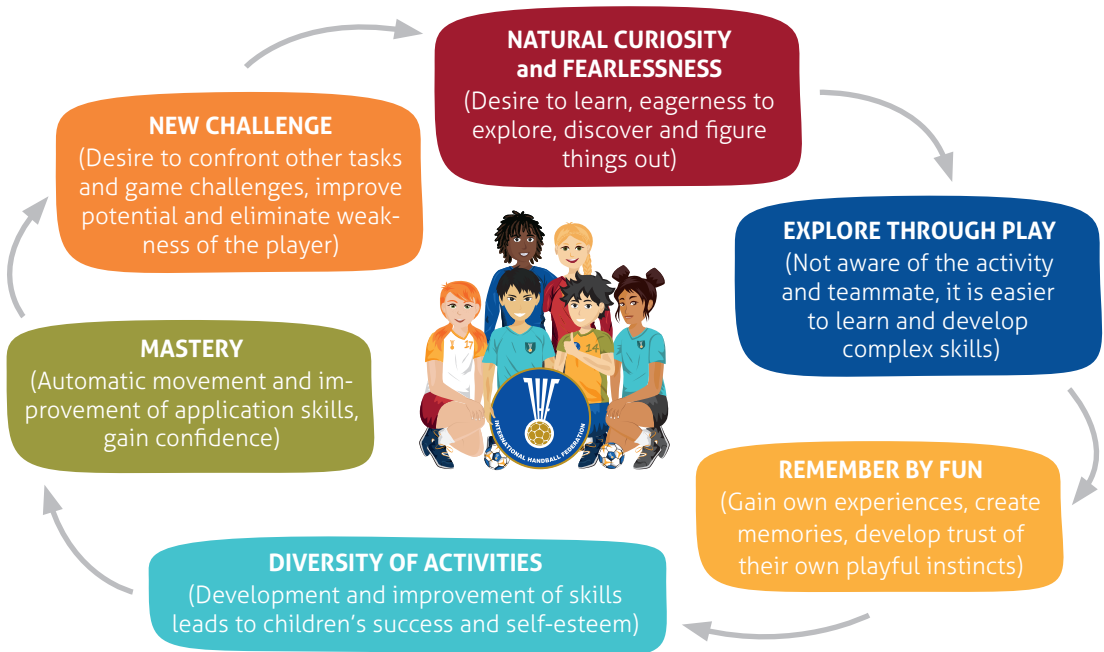 NATURAL CURIOSITY
and FEARLESSNESS
(Desire to learn, eagerness to
explore, discover and figure
things out)
EXPLORE THROUGH PLAY
(Not aware of the activity
and teammate, it is easier
to learn and develop
complex skills)
REMEMBER BY FUN
(Gain own experiences, create
memories, develop trust of
their own playful instincts)
DIVERSITY OF ACTIVITIES
(Development and improvement of skills
leads to children’s success and self-esteem)
MASTERY
(Automatic movement and im-
provement of application skills,
gain confidence)
NEW CHALLENGE
(Desire to confront other tasks
and game challenges, improve
potential and eliminate weak-
ness of the player)
17
14
IHF
INTERNATIONAL HANDBALL FEDERATION